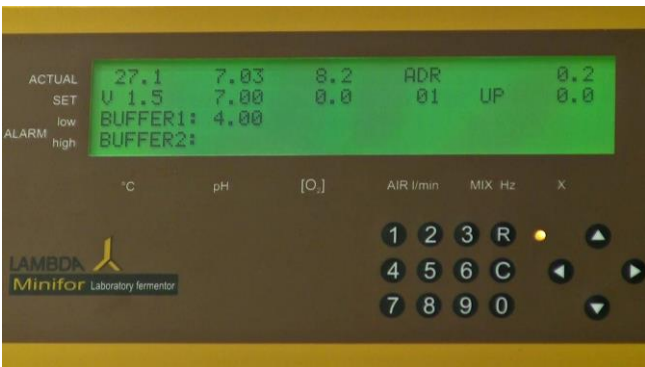 ACTUAL 27.1 7.03 8.2 ADR 0.2
SET V 1.5 7.00 0.0 01 UP 0.0
ALARM low BUFFER1: 4.00
high BUFFER2:
°C pH [O₂] AIR l/min MIX Hz X
1 2 3 R
4 5 6 C
7 8 9 0
LAMBDA
Minifor Laboratory fermentor